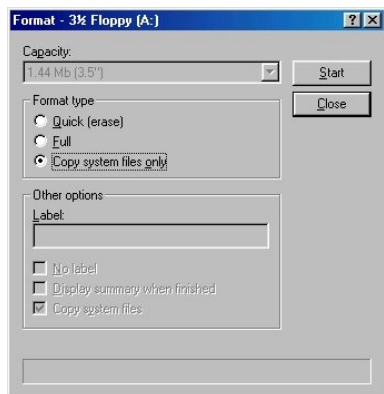 Format - 3½ Floppy (A:)
Capacity:
1.44 Mb (3.5")
Start
Format type
Close
Quick (erase)
Full
Copy system files only
Other options
Label:
No label
Display summary when finished
Copy system files